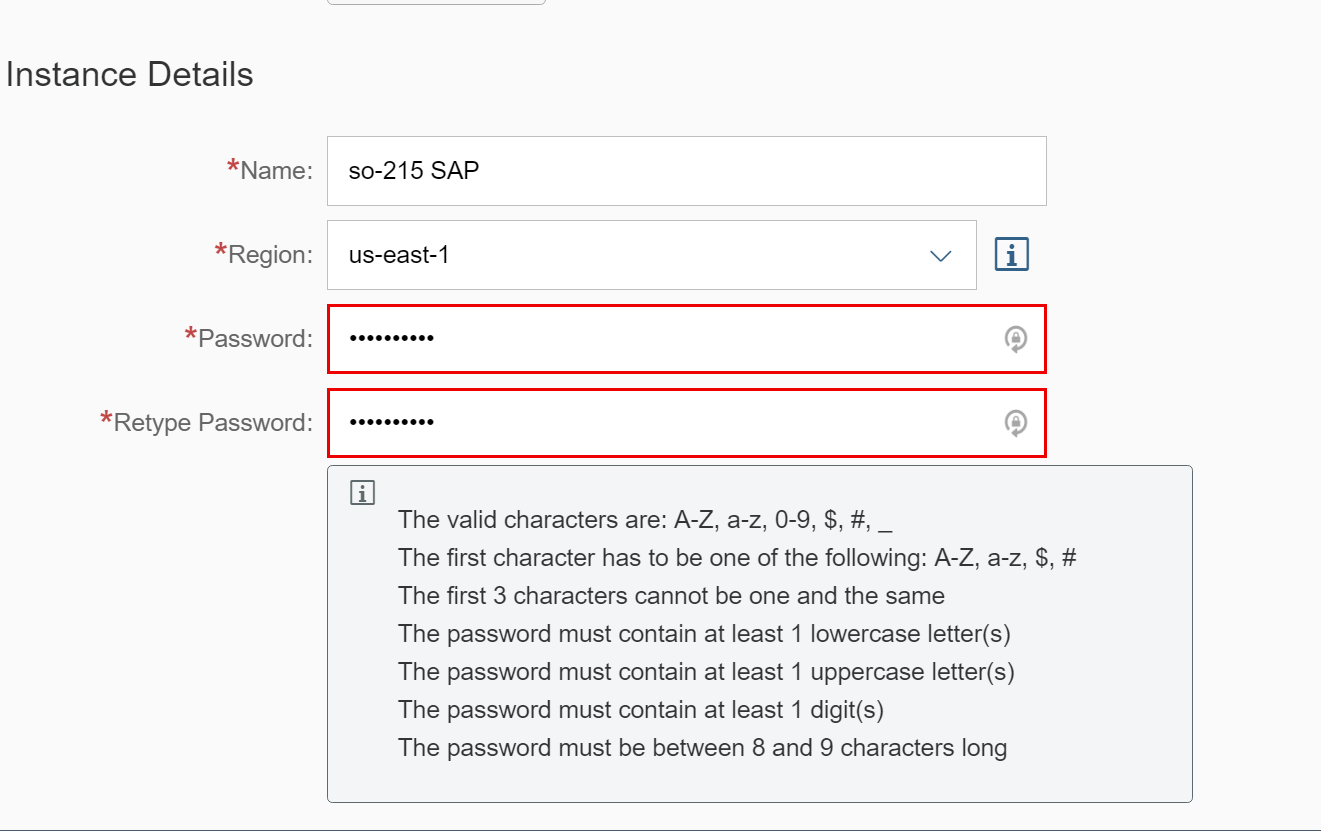 Instance Details
*Name: so-215 SAP
*Region: us-east-1
*Password: ••••••••••
*Retype Password: ••••••••••
The valid characters are: A-Z, a-z, 0-9, $, #, _
The first character has to be one of the following: A-Z, a-z, $, #
The first 3 characters cannot be one and the same
The password must contain at least 1 lowercase letter(s)
The password must contain at least 1 uppercase letter(s)
The password must contain at least 1 digit(s)
The password must be between 8 and 9 characters long